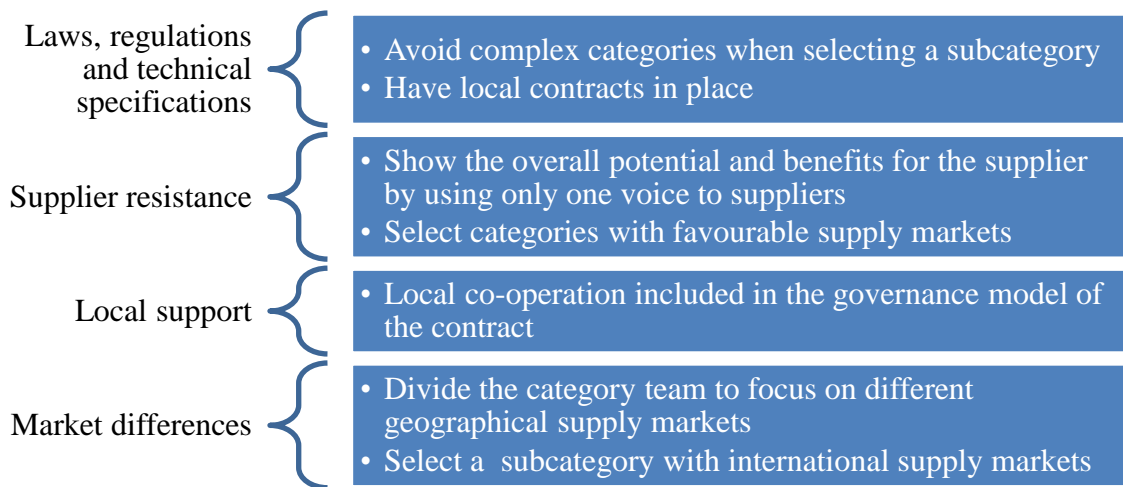 Laws, regulations
and technical
specifications
• Avoid complex categories when selecting a subcategory
• Have local contracts in place
Supplier resistance
• Show the overall potential and benefits for the supplier
by using only one voice to suppliers
• Select categories with favourable supply markets
Local support
• Local co-operation included in the governance model of
the contract
Market differences
• Divide the category team to focus on different
geographical supply markets
• Select a  subcategory with international supply markets